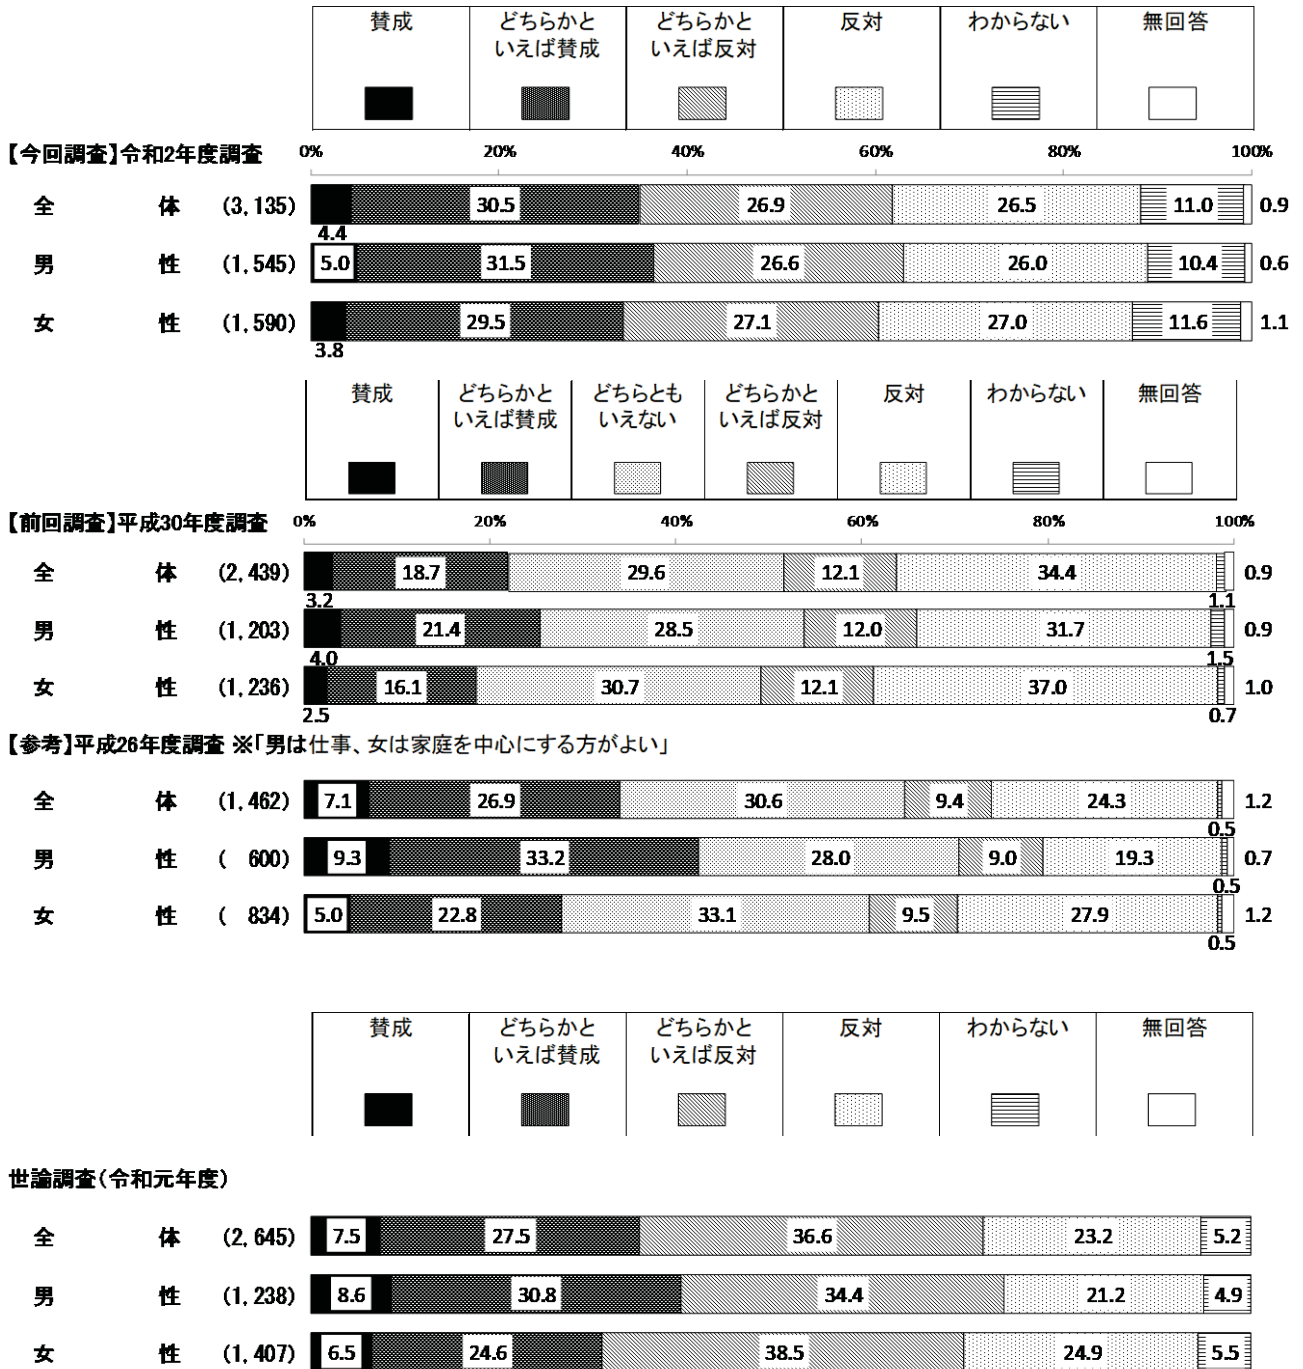 賛成 どちらかと どちらかと 反対 わからない 無回答
いえば賛成 いえば反対
【今回調査】令和2年度調査 0% 20% 40% 60% 80% 100%
全 体 (3,135) 30.5 26.9 26.5 11.0 0.9
4.4
男 性 (1,545) 5.0 31.5 26.6 26.0 10.4 0.6
女 性 (1,590) 29.5 27.1 27.0 11.6 1.1
3.8
賛成 どちらかと どちらとも どちらかと 反対 わからない 無回答
いえば賛成 いえない いえば反対
【前回調査】平成30年度調査 0% 20% 40% 60% 80% 100%
全 体 (2,439) 18.7 29.6 12.1 34.4 0.9
3.2 1.1
男 性 (1,203) 21.4 28.5 12.0 31.7 0.9
4.0 1.5
女 性 (1,236) 16.1 30.7 12.1 37.0 1.0
2.5 0.7
【参考】平成26年度調査 ※「男は仕事、女は家庭を中心にする方がよい」
全 体 (1,462) 7.1 26.9 30.6 9.4 24.3 1.2
0.5
男 性 ( 600) 9.3 33.2 28.0 9.0 19.3 0.7
0.5
女 性 ( 834) 5.0 22.8 33.1 9.5 27.9 1.2
0.5
賛成 どちらかと どちらかと 反対 わからない 無回答
いえば賛成 いえば反対
世論調査(令和元年度)
全 体 (2,645) 7.5 27.5 36.6 23.2 5.2
男 性 (1,238) 8.6 30.8 34.4 21.2 4.9
女 性 (1,407) 6.5 24.6 38.5 24.9 5.5